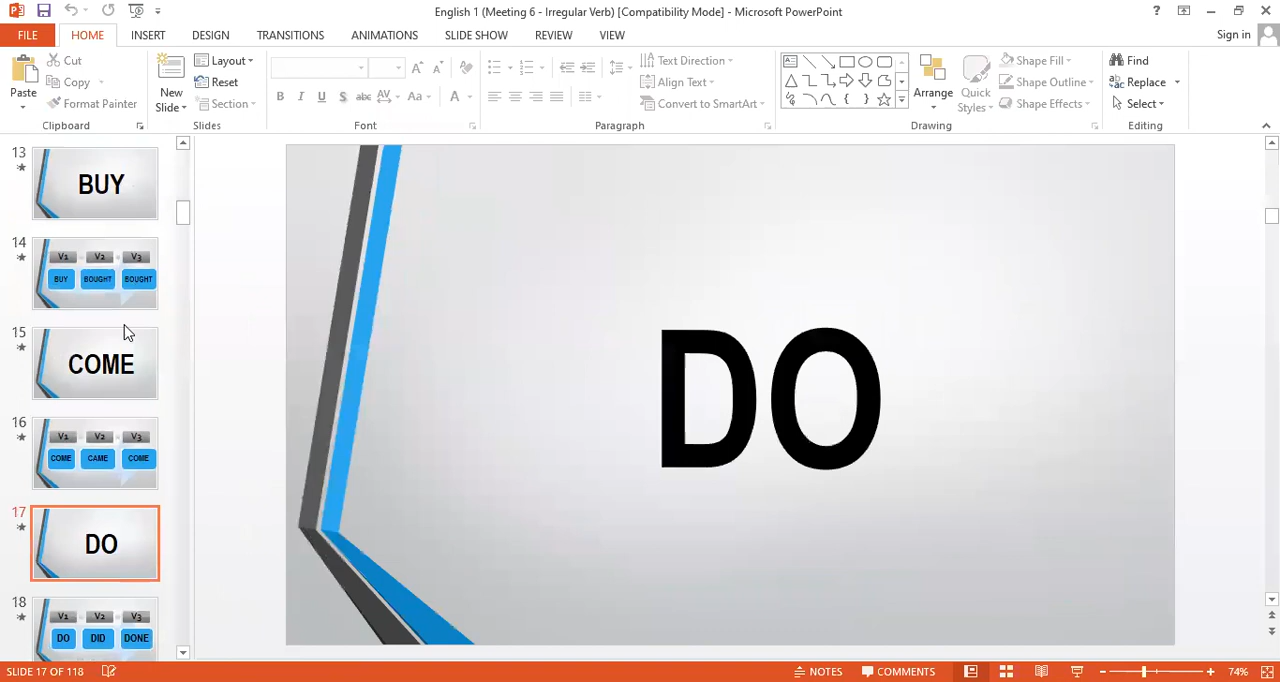 English 1 (Meeting 6 - Irregular Verb) [Compatibility Mode] - Microsoft PowerPoint
FILE HOME INSERT DESIGN TRANSITIONS ANIMATIONS SLIDE SHOW REVIEW VIEW Sign in
Paste
Cut
Copy
Format Painter
Clipboard
New Slide
Layout
Reset
Section
Slides
B I U S abc AV Aa A
Font
Text Direction
Align Text
Convert to SmartArt
Paragraph
Arrange
Quick Styles
Shape Fill
Shape Outline
Shape Effects
Drawing
Find
Replace
Select
Editing
13
BUY
14
V1 V2 V3
BUY BOUGHT BOUGHT
15
COME
16
V1 V2 V3
COME CAME COME
17
DO
18
V1 V2 V3
DO DID DONE
DO
SLIDE 17 OF 118 NOTES COMMENTS 74%